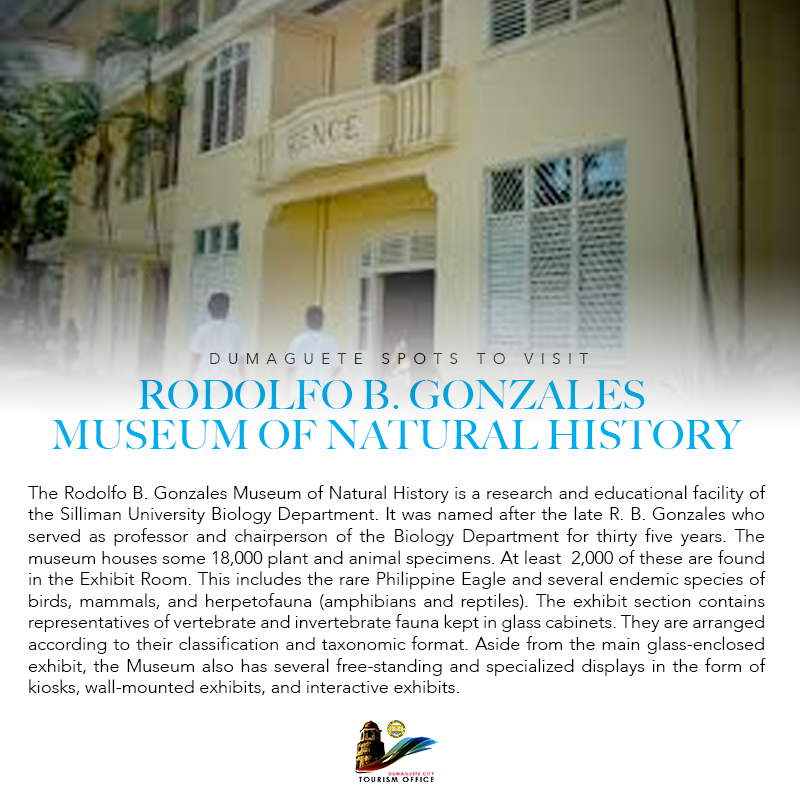 DUMAGUETE SPOTS TO VISIT
RODOLFO B. GONZALES
MUSEUM OF NATURAL HISTORY
The Rodolfo B. Gonzales Museum of Natural History is a research and educational facility of
the Silliman University Biology Department. It was named after the late R. B. Gonzales who
served as professor and chairperson of the Biology Department for thirty five years. The
museum houses some 18,000 plant and animal specimens. At least  2,000 of these are found
in the Exhibit Room. This includes the rare Philippine Eagle and several endemic species of
birds, mammals, and herpetofauna (amphibians and reptiles). The exhibit section contains
representatives of vertebrate and invertebrate fauna kept in glass cabinets. They are arranged
according to their classification and taxonomic format. Aside from the main glass-enclosed
exhibit, the Museum also has several free-standing and specialized displays in the form of
kiosks, wall-mounted exhibits, and interactive exhibits.
DUMAGUETE CITY
TOURISM OFFICE